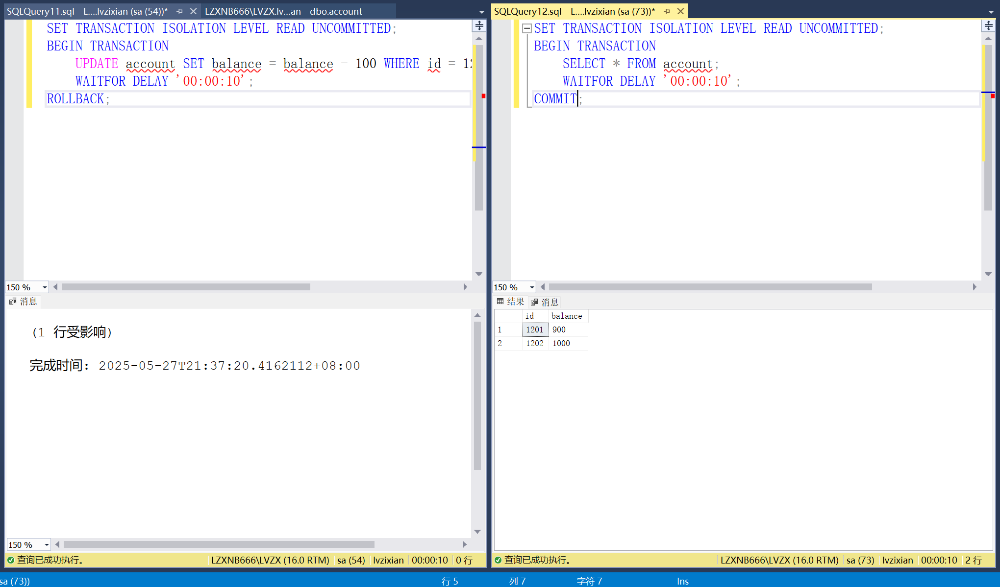 SQLQuery11.sql - L....lvzixian (sa (54))*
LZXNB666\LVZX.lv...an - dbo.account
SET TRANSACTION ISOLATION LEVEL READ UNCOMMITTED;
BEGIN TRANSACTION
UPDATE account SET balance = balance - 100 WHERE id = 12
WAITFOR DELAY '00:00:10';
ROLLBACK;
150 %
消息
(1 行受影响)
完成时间: 2025-05-27T21:37:20.4162112+08:00
150 %
查询已成功执行。
LZXNB666\LVZX (16.0 RTM)
sa (54)
lvzixian
00:00:10
0 行
SQLQuery12.sql - L....lvzixian (sa (73))*
SET TRANSACTION ISOLATION LEVEL READ UNCOMMITTED;
BEGIN TRANSACTION
SELECT * FROM account;
WAITFOR DELAY '00:00:10';
COMMIT;
150 %
结果
消息
id balance
1 1201 900
2 1202 1000
查询已成功执行。
LZXNB666\LVZX (16.0 RTM)
sa (73)
lvzixian
00:00:10
2 行
sa (73))
行 5
列 7
字符 7
Ins